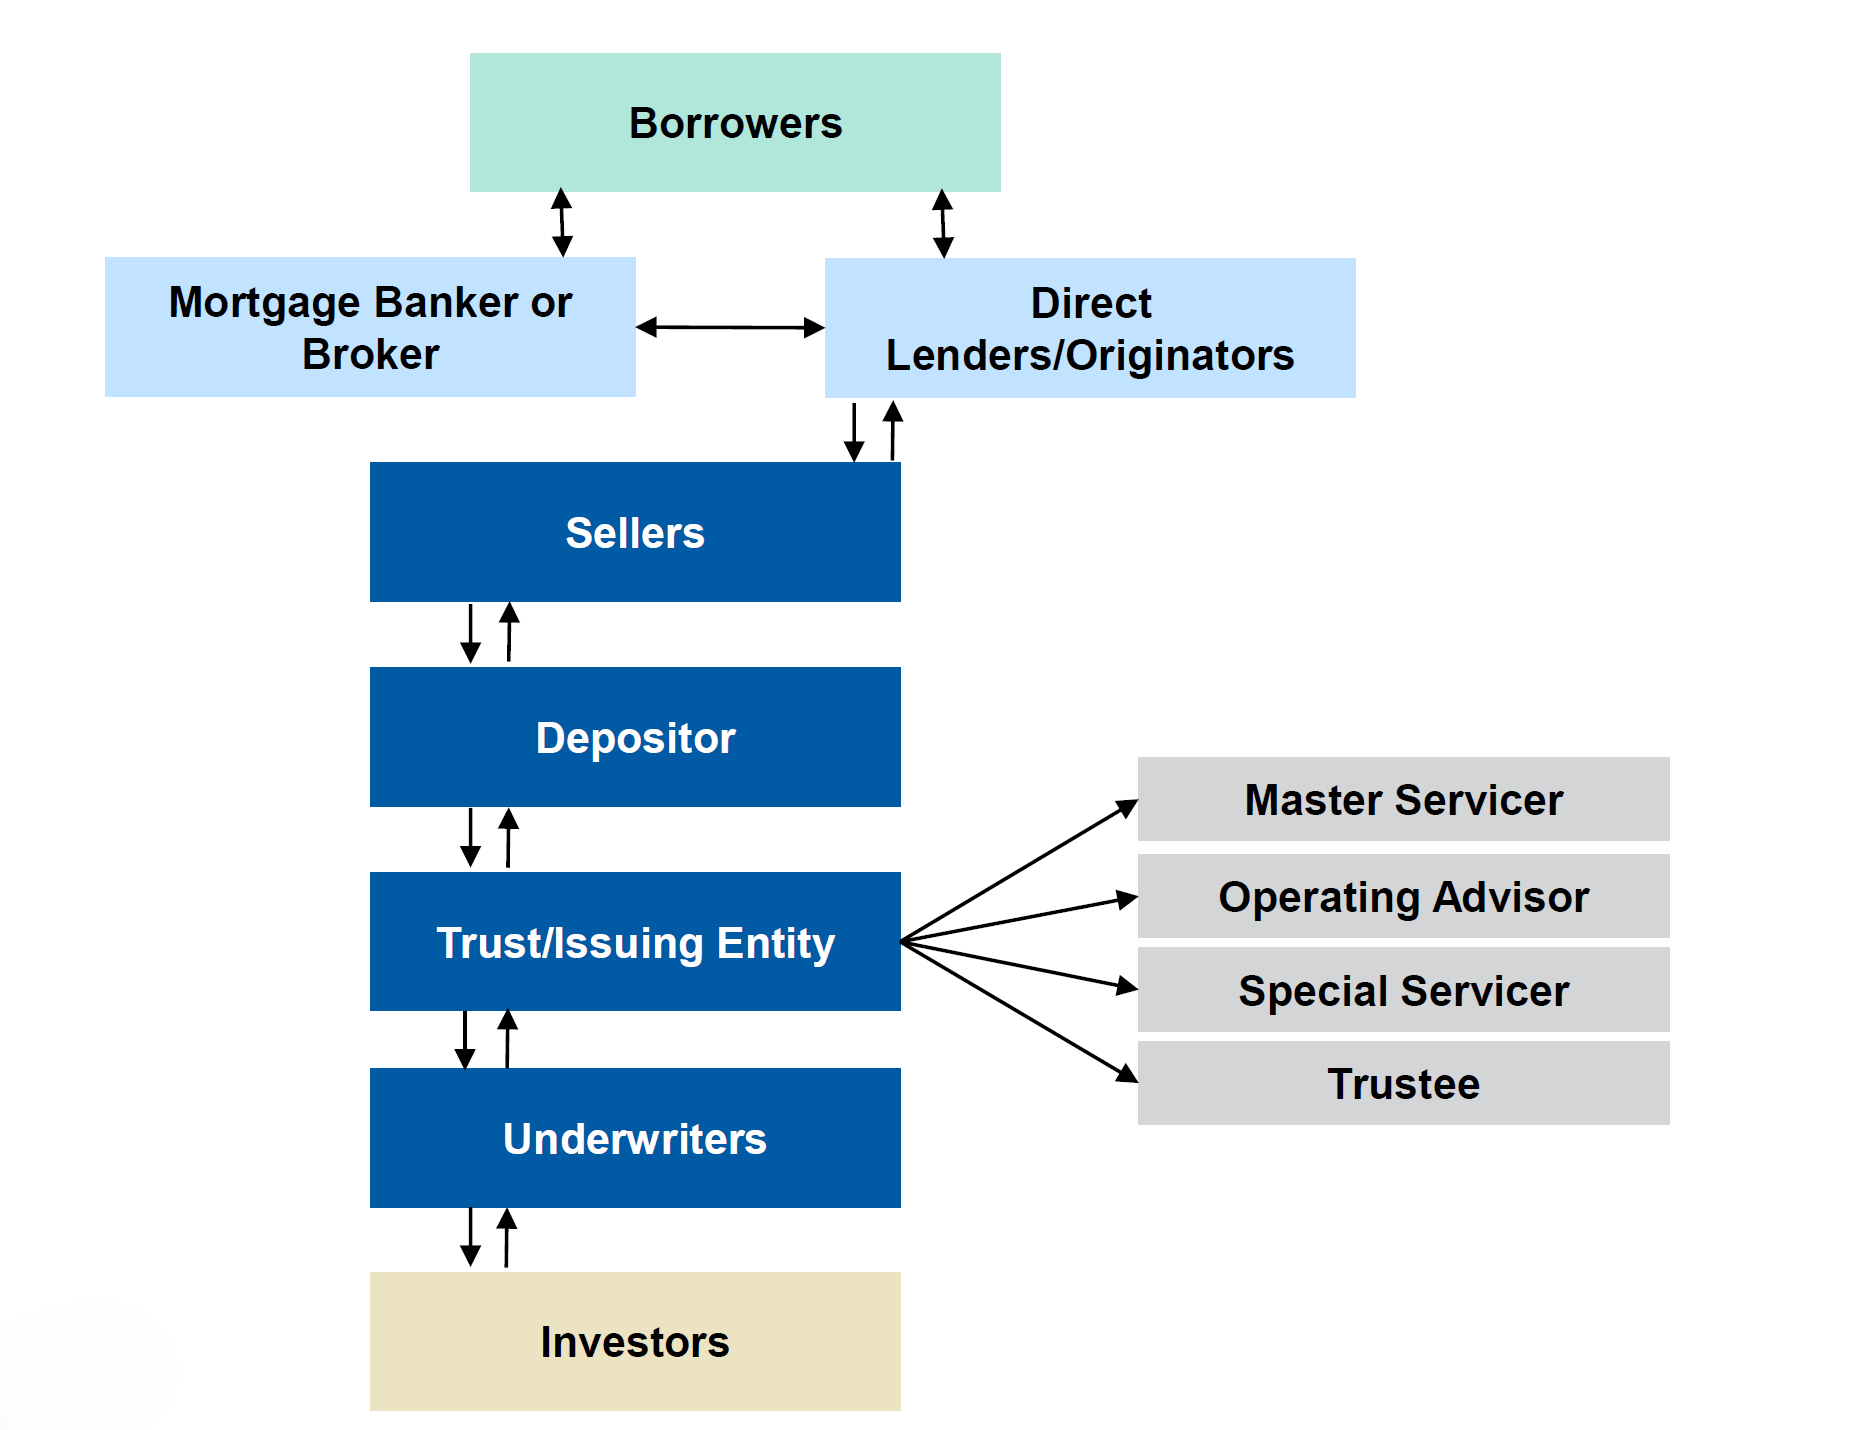 Borrowers
Mortgage Banker or
Broker
Direct
Lenders/Originators
Sellers
Depositor
Trust/Issuing Entity
Underwriters
Investors
Master Servicer
Operating Advisor
Special Servicer
Trustee